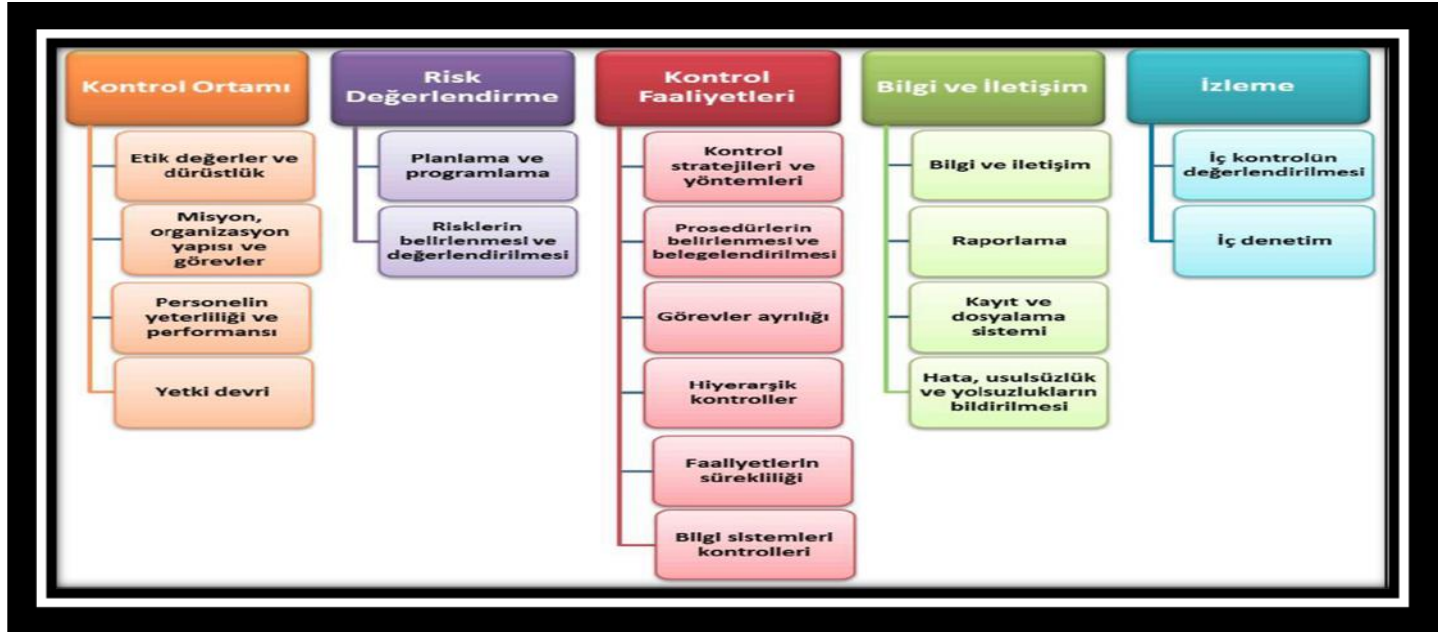 Kontrol Ortamı
Etik değerler ve
dürüstlük
Misyon,
organizasyon
yapısı ve
görevler
Personelin
yeterliliği ve
performansı
Yetki devri
Risk
Değerlendirme
Planlama ve
programlama
Risklerin
belirlenmesi ve
değerlendirilmesi
Kontrol
Faaliyetleri
Kontrol
stratejileri ve
yöntemleri
Prosedürlerin
belirlenmesi ve
belegelendirilmesi
Görevler ayrılığı
Hiyerarşik
kontroller
Faaliyetlerin
sürekliliği
Bilgi sistemleri
kontrolleri
Bilgi ve İletişim
Bilgi ve iletişim
Raporlama
Kayıt ve
dosyalama
sistemi
Hata, usulsüzlük
ve yolsuzlukların
bildirilmesi
İzleme
İç kontrolün
değerlendirilmesi
İç denetim